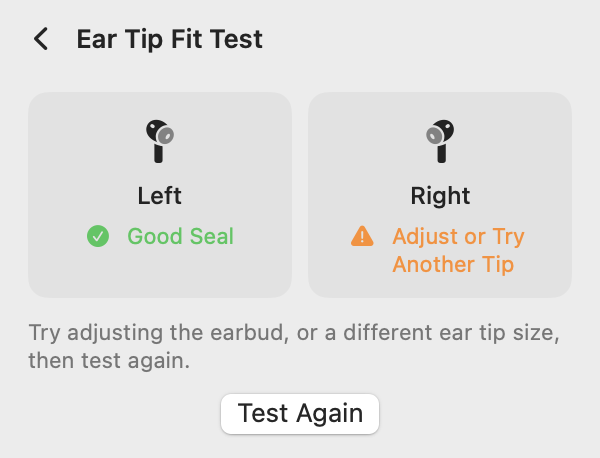 Ear Tip Fit Test
Left
Good Seal
Right
Adjust or Try
Another Tip
Try adjusting the earbud, or a different ear tip size,
then test again.
Test Again